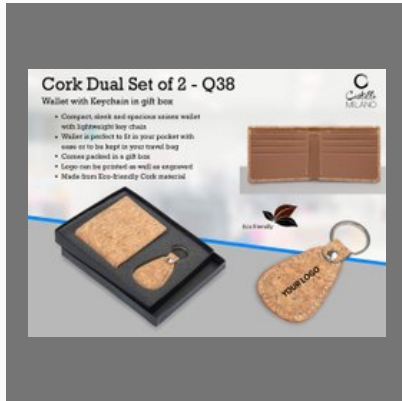 Cork Dual Set of 2 - Q38
Wallet with Keychain in gift box
• Compact, sleek and spacious unisex wallet
with lightweight key chain
• Wallet is perfect to fit in your pocket with
ease or to be kept in your travel bag
• Comes packed in a gift box
• Logo can be printed as well as engraved
• Made from Eco-friendly Cork material
Castillo
MILANO
Eco friendly
YOUR LOGO